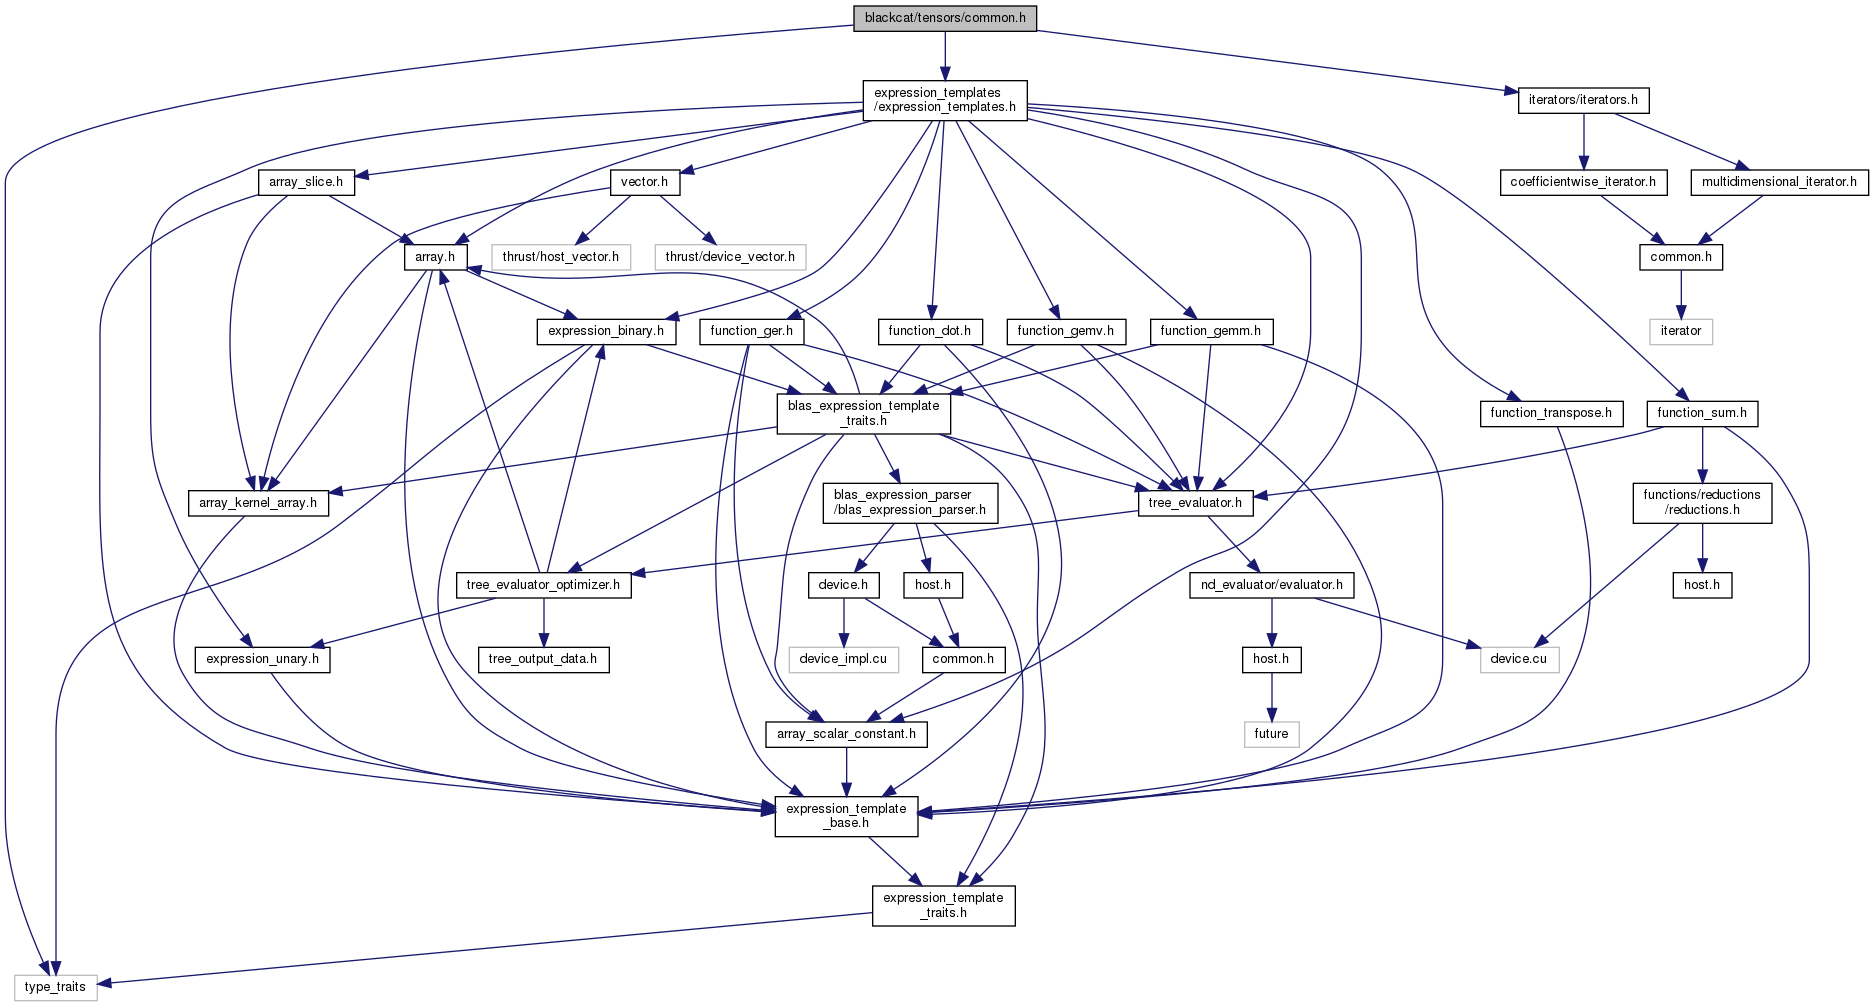 blackcat/tensors/common.h
expression_templates
/expression_templates.h
iterators/iterators.h
array_slice.h
vector.h
coefficientwise_iterator.h
multidimensional_iterator.h
array.h
thrust/host_vector.h
thrust/device_vector.h
common.h
expression_binary.h
function_ger.h
function_dot.h
function_gemv.h
function_gemm.h
iterator
blas_expression_template
_traits.h
function_transpose.h
function_sum.h
array_kernel_array.h
blas_expression_parser
/blas_expression_parser.h
tree_evaluator.h
functions/reductions
/reductions.h
tree_evaluator_optimizer.h
device.h
host.h
nd_evaluator/evaluator.h
host.h
expression_unary.h
tree_output_data.h
device_impl.cu
common.h
host.h
device.cu
array_scalar_constant.h
future
expression_template
_base.h
expression_template
_traits.h
type_traits